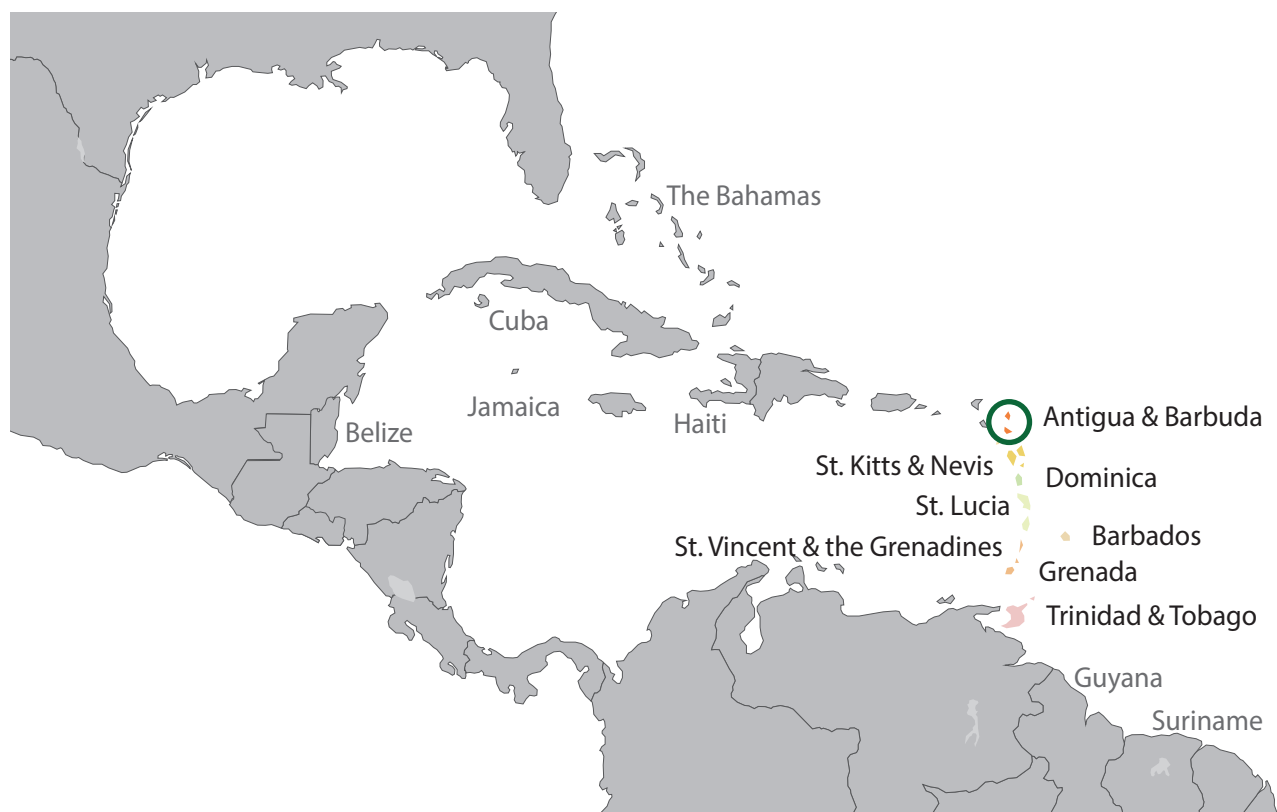 The Bahamas
Cuba
Jamaica
Haiti
Belize
Antigua & Barbuda
St. Kitts & Nevis
Dominica
St. Lucia
Barbados
St. Vincent & the Grenadines
Grenada
Trinidad & Tobago
Guyana
Suriname